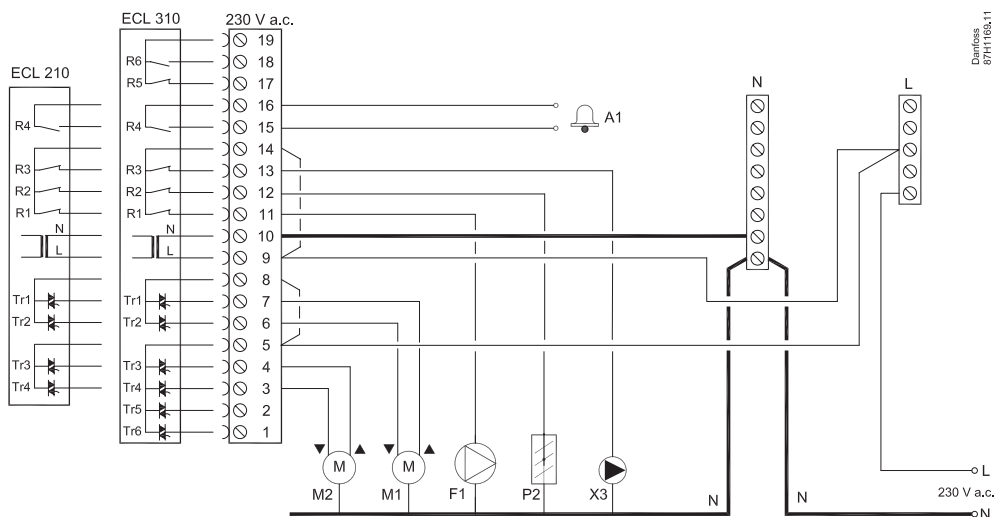 ECL 310
230 V a.c.
Danfoss
87H1169.11
19
R6
18
ECL 210
R5
17
N
L
16
A1
R4
R4
15
14
R3
R3
13
R2
R2
12
R1
R1
11
N
N
10
L
L
9
8
Tr1
Tr1
7
Tr2
Tr2
6
5
Tr3
Tr3
4
Tr4
Tr4
3
Tr5
2
Tr6
1
M
M
L
M2
M1
F1
P2
X3
N
N
230 V a.c.
N